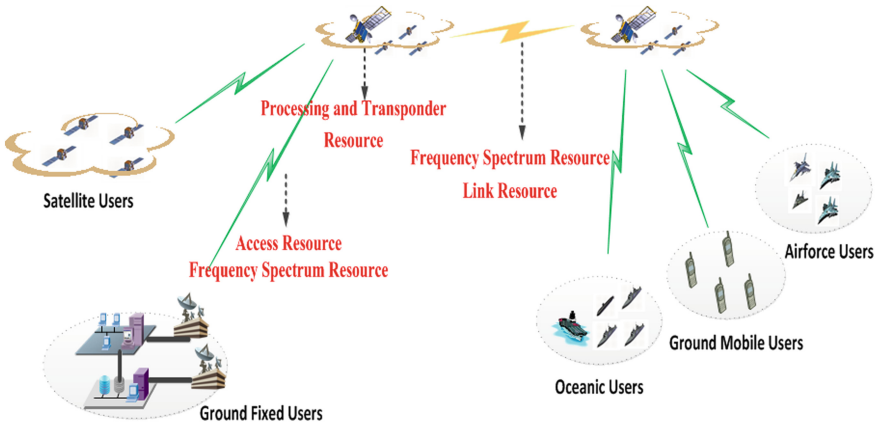 Processing and Transponder
Resource
Frequency Spectrum Resource
Link Resource
Satellite Users
Access Resource
Frequency Spectrum Resource
Airforce Users
Ground Mobile Users
Oceanic Users
Ground Fixed Users